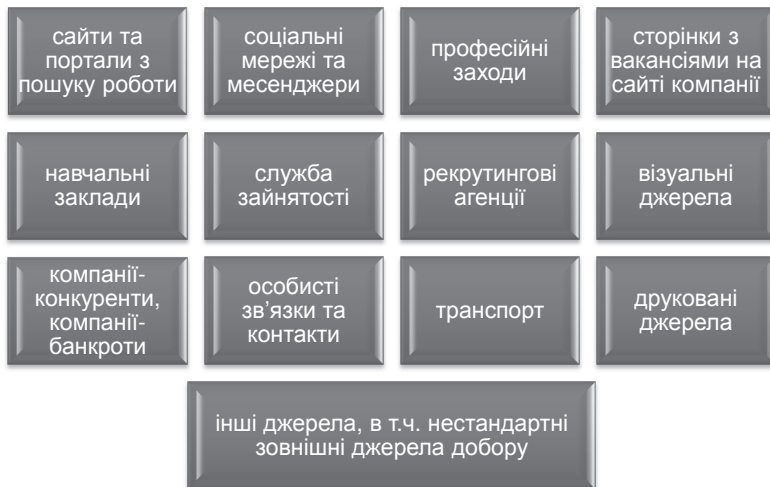 сайти та
портали з
пошуку роботи
соціальні
мережі та
месенджери
професійні
заходи
сторінки з
вакансіями на
сайті компанії
навчальні
заклади
служба
зайнятості
рекрутингові
агенції
візуальні
джерела
компанії-
конкуренти,
компанії-
банкроти
особисті
зв’язки та
контакти
транспорт
друковані
джерела
інші джерела, в т.ч. нестандартні
зовнішні джерела добору